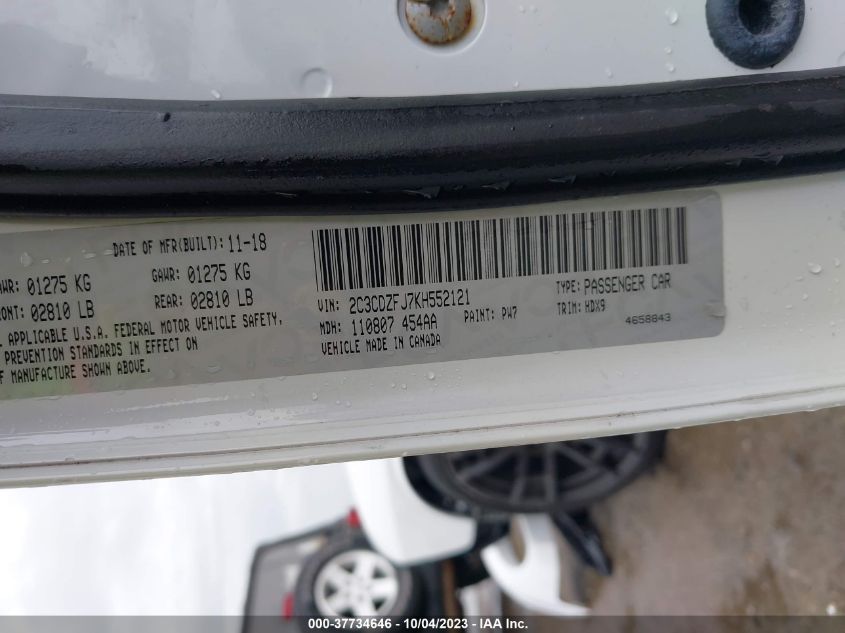 DATE OF MFR(BUILT): 11-18
GAWR: 01275 KG GAWR: 01275 KG
FRONT: 02810 LB REAR: 02810 LB
APPLICABLE U.S.A. FEDERAL MOTOR VEHICLE SAFETY,
PREVENTION STANDARDS IN EFFECT ON
OF MANUFACTURE SHOWN ABOVE.
VIN: 2C3CDZFJ7KH552121 TYPE: PASSENGER CAR
MDH: 110807 454AA PAINT: PW7 TRIM: HDX9
VEHICLE MADE IN CANADA 4658843
000-37734646 - 10/04/2023 - IAA Inc.